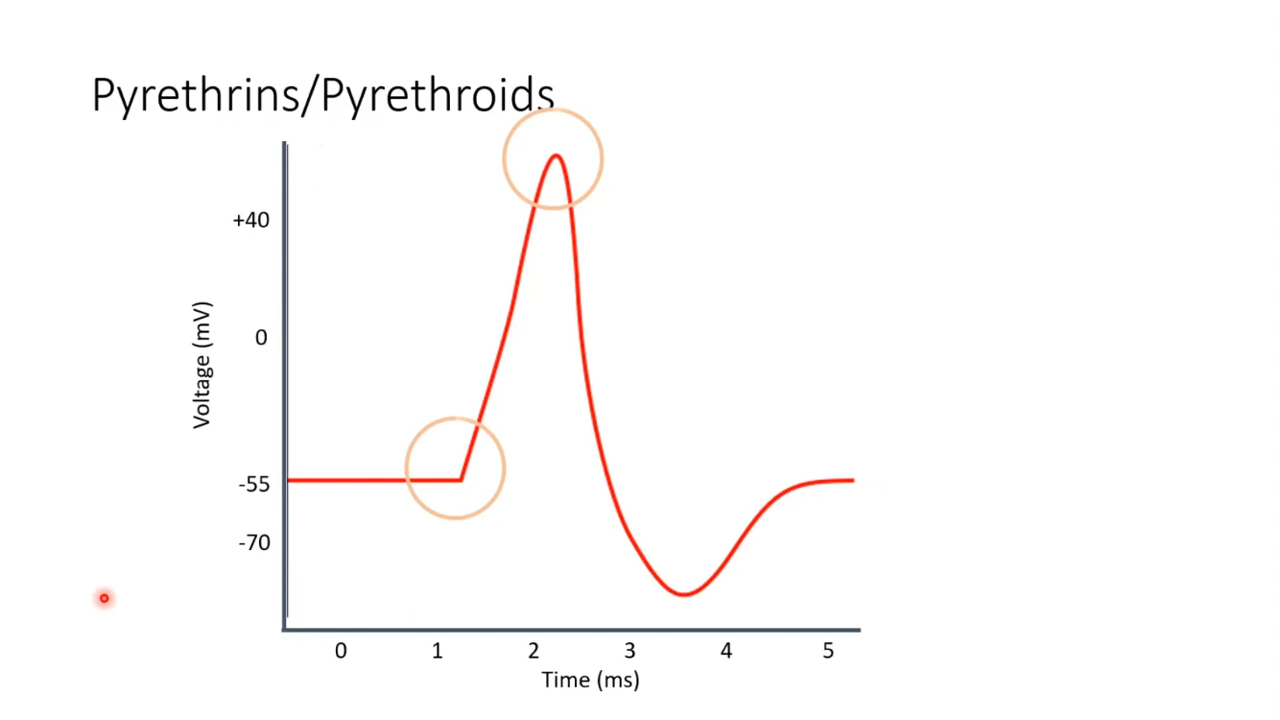 Pyrethrins/Pyrethroids
+40
0
-55
-70
Voltage (mV)
0 1 2 3 4 5
Time (ms)